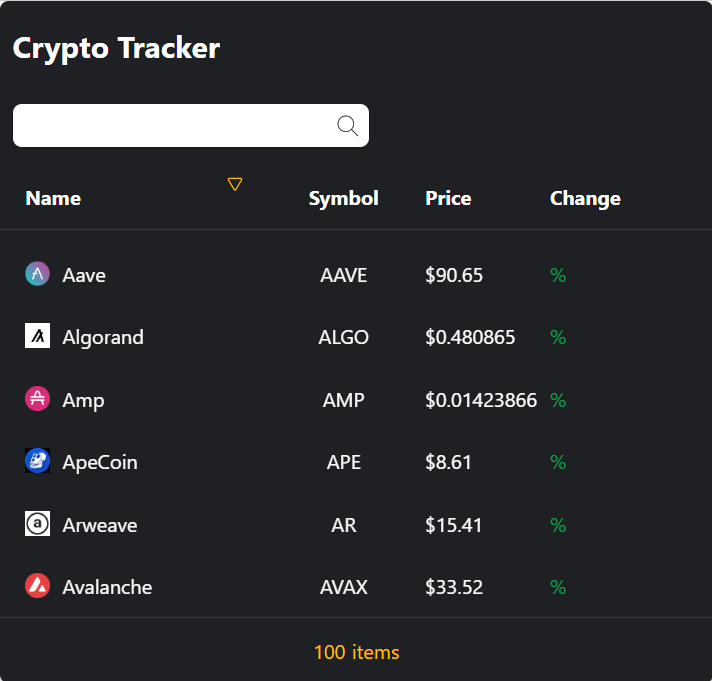 Crypto Tracker
Name Symbol Price Change
Aave AAVE $90.65 %
Algorand ALGO $0.480865 %
Amp AMP $0.01423866 %
ApeCoin APE $8.61 %
Arweave AR $15.41 %
Avalanche AVAX $33.52 %
100 items